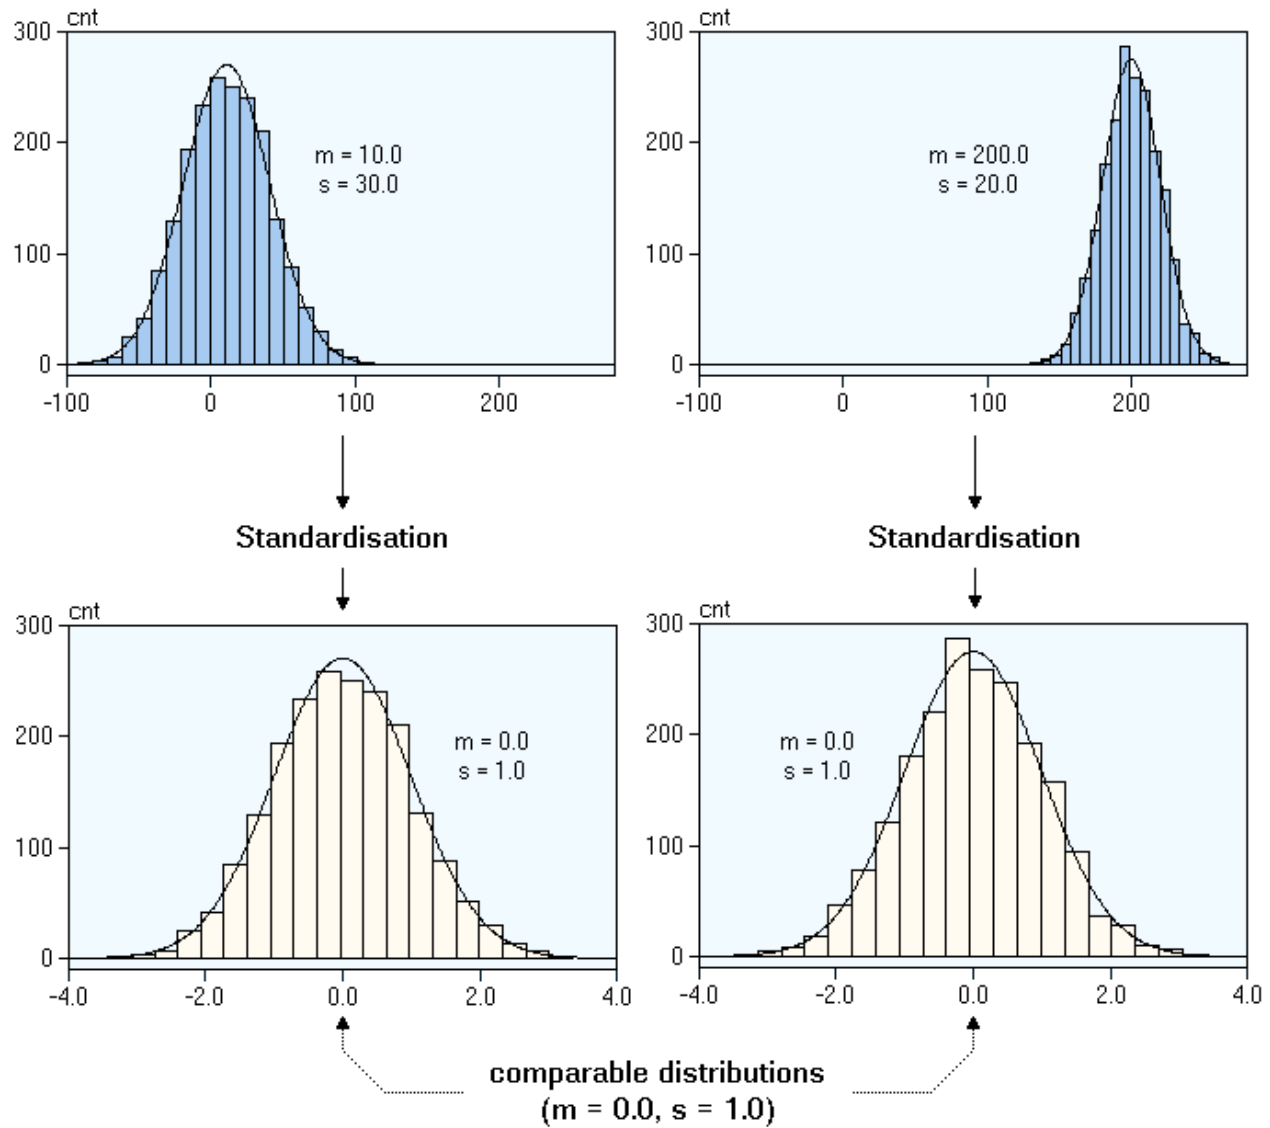 cnt
300
200
100
0
m = 10.0
s = 30.0
-100 0 100 200
cnt
300
200
100
0
m = 200.0
s = 20.0
-100 0 100 200
Standardisation
Standardisation
cnt
300
200
100
0
m = 0.0
s = 1.0
-4.0 -2.0 0.0 2.0 4.0
cnt
300
200
100
0
m = 0.0
s = 1.0
-4.0 -2.0 0.0 2.0 4.0
comparable distributions
(m = 0.0, s = 1.0)